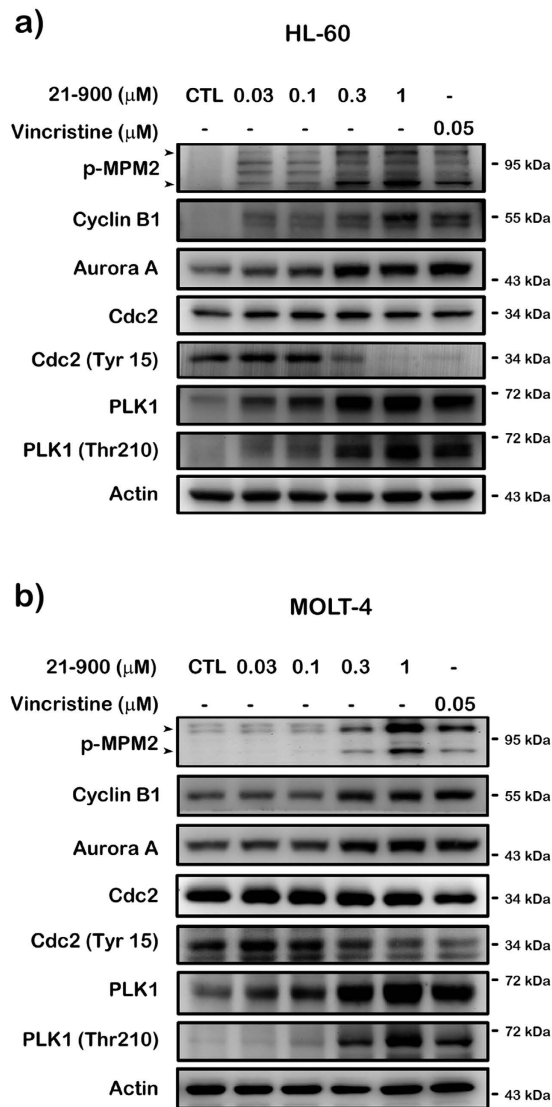 a)
HL-60
21-900 (μM) CTL 0.03 0.1 0.3 1 -
Vincristine (μM) - - - - - 0.05
p-MPM2 - 95 kDa
Cyclin B1 - 55 kDa
Aurora A - 43 kDa
Cdc2 - 34 kDa
Cdc2 (Tyr 15) - 34 kDa
PLK1 - 72 kDa
PLK1 (Thr210) - 72 kDa
Actin - 43 kDa
b)
MOLT-4
21-900 (μM) CTL 0.03 0.1 0.3 1 -
Vincristine (μM) - - - - - 0.05
p-MPM2 - 95 kDa
Cyclin B1 - 55 kDa
Aurora A - 43 kDa
Cdc2 - 34 kDa
Cdc2 (Tyr 15) - 34 kDa
PLK1 - 72 kDa
PLK1 (Thr210) - 72 kDa
Actin - 43 kDa